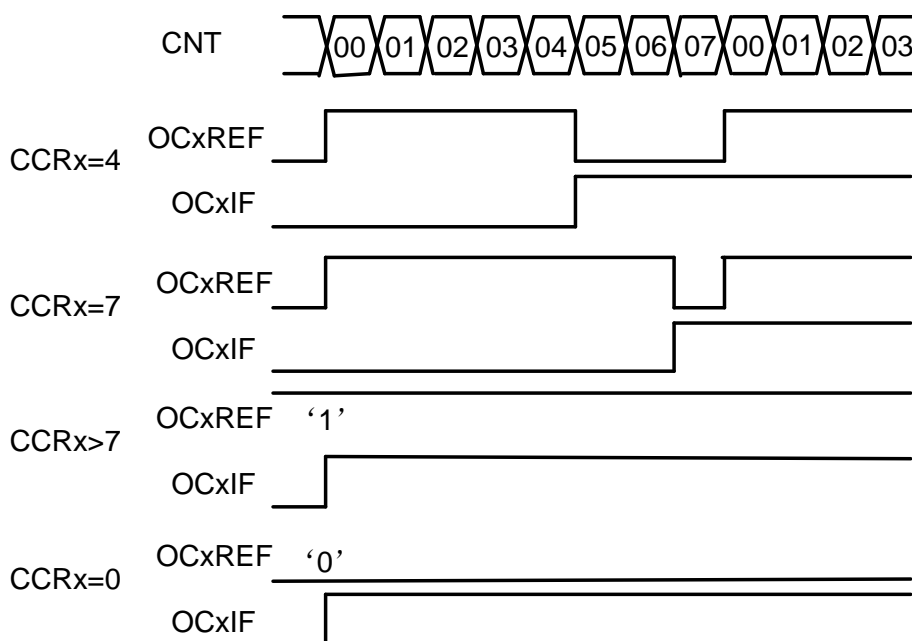 CNT 00 01 02 03 04 05 06 07 00 01 02 03
OCxREF
CCRx=4
OCxIF
OCxREF
CCRx=7
OCxIF
OCxREF ‘1’
CCRx>7
OCxIF
OCxREF ‘0’
CCRx=0
OCxIF